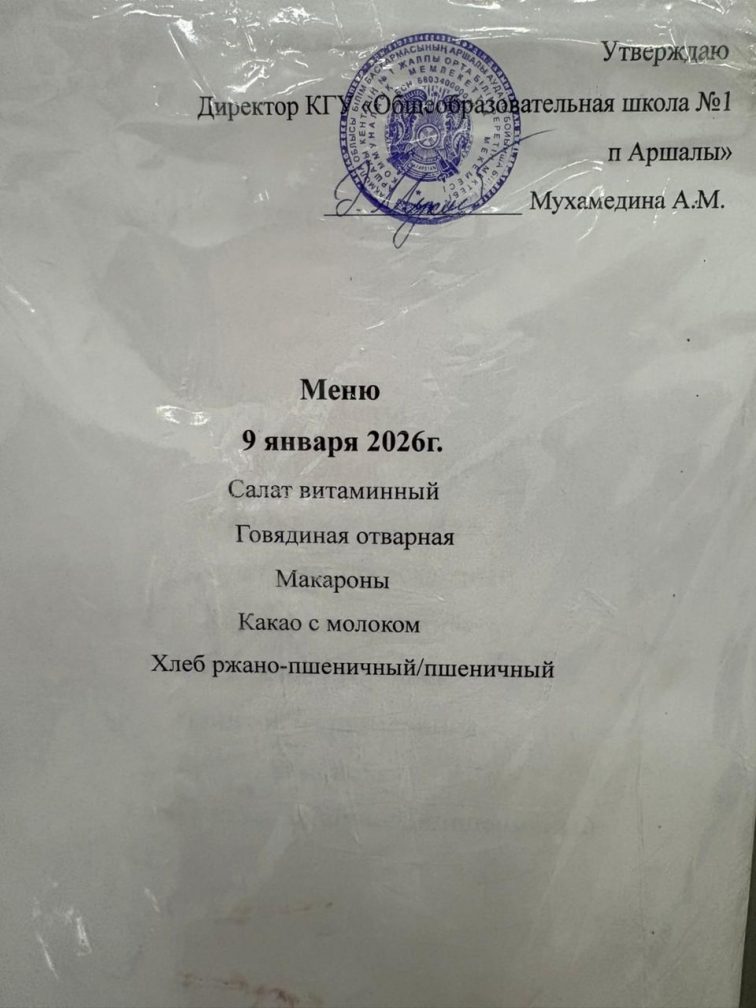 Утверждаю
Директор КГУ «Общеобразовательная школа №1
п Аршалы»
Мухамедина А.М.
Меню
9 января 2026г.
Салат витаминный
Говядиная отварная
Макароны
Какао с молоком
Хлеб ржано-пшеничный/пшеничный